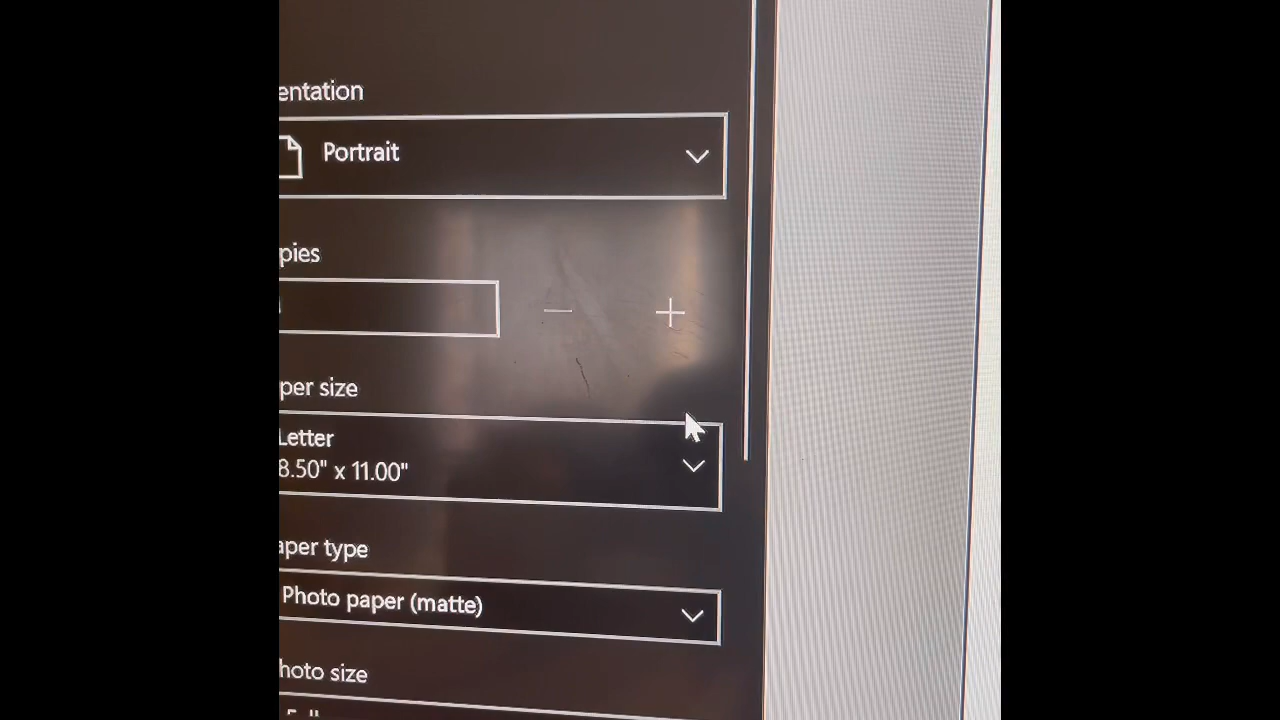 entation
Portrait
pies
per size
Letter
8.50" x 11.00"
aper type
Photo paper (matte)
hoto size